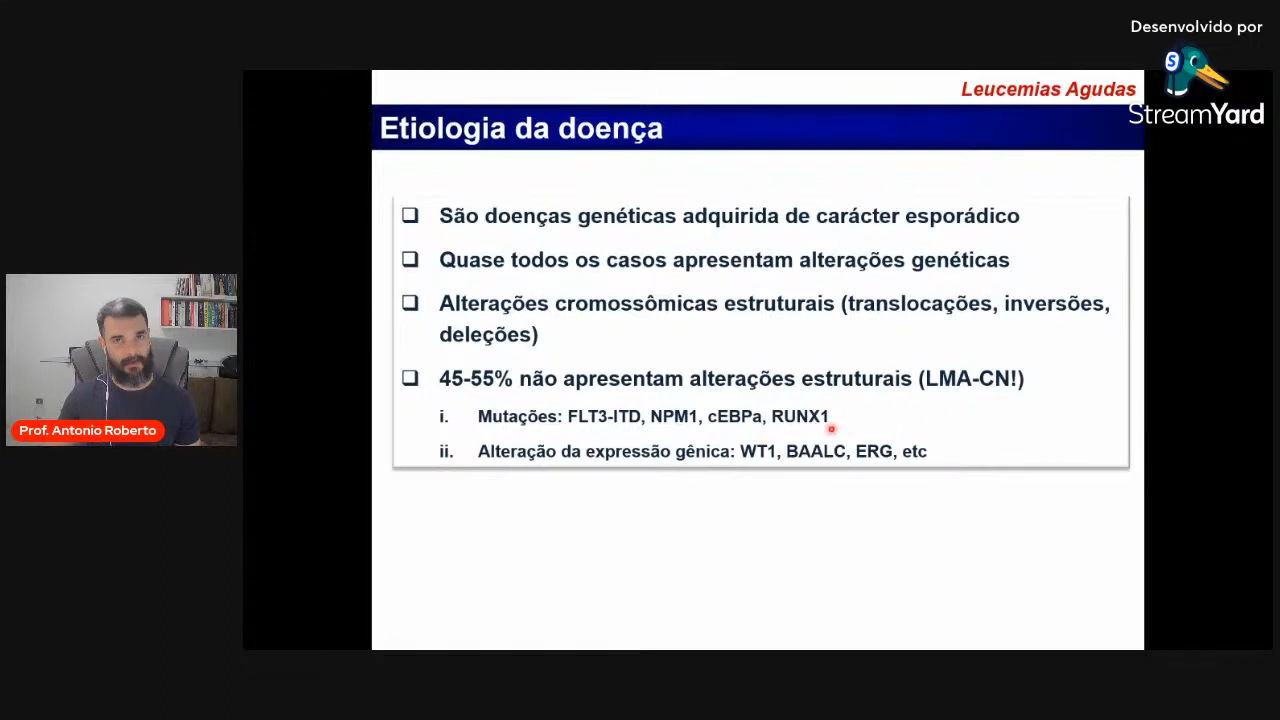 Desenvolvido por
StreamYard
Leucemias Agudas
Etiologia da doença
São doenças genéticas adquirida de carácter esporádico
Quase todos os casos apresentam alterações genéticas
Alterações cromossômicas estruturais (translocações, inversões,
deleções)
45-55% não apresentam alterações estruturais (LMA-CN!)
i. Mutações: FLT3-ITD, NPM1, cEBPa, RUNX1
ii. Alteração da expressão gênica: WT1, BAALC, ERG, etc
Prof. Antonio Roberto